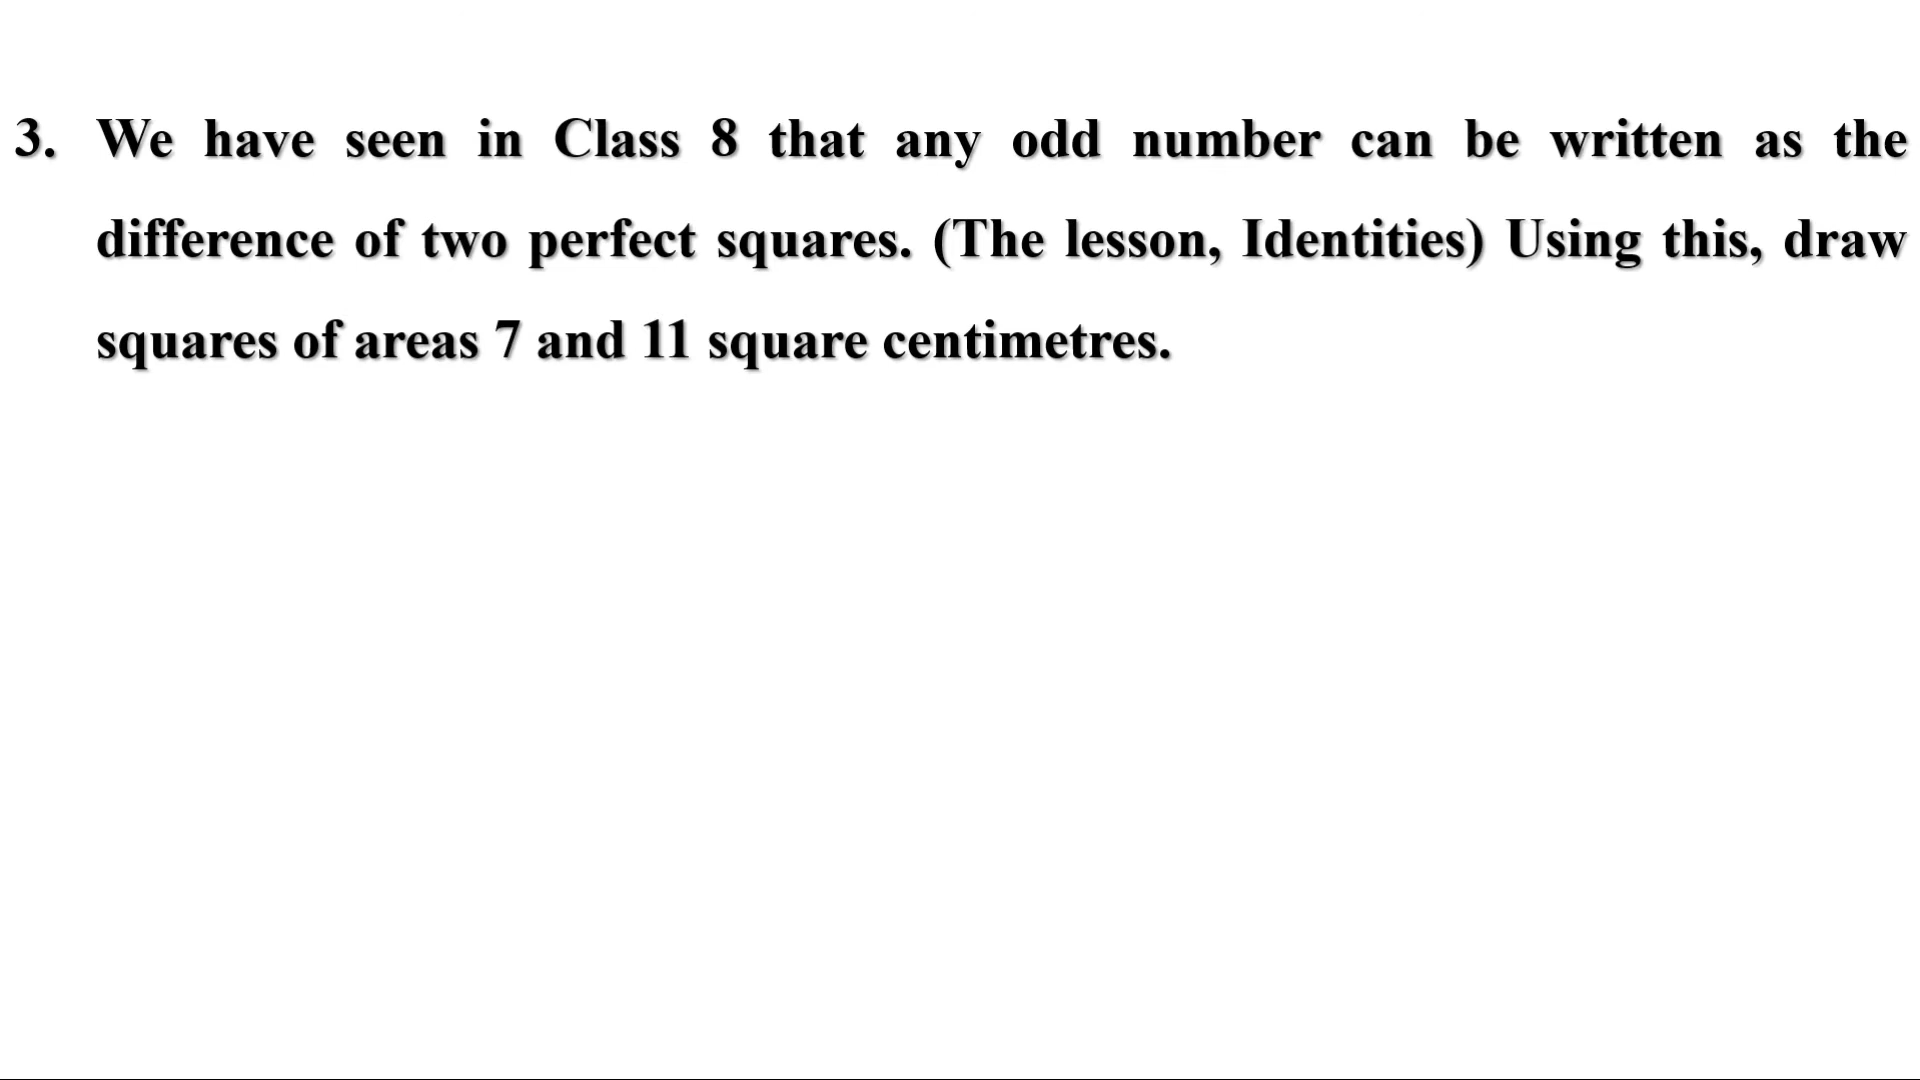 3. We have seen in Class 8 that any odd number can be written as the
difference of two perfect squares. (The lesson, Identities) Using this, draw
squares of areas 7 and 11 square centimetres.